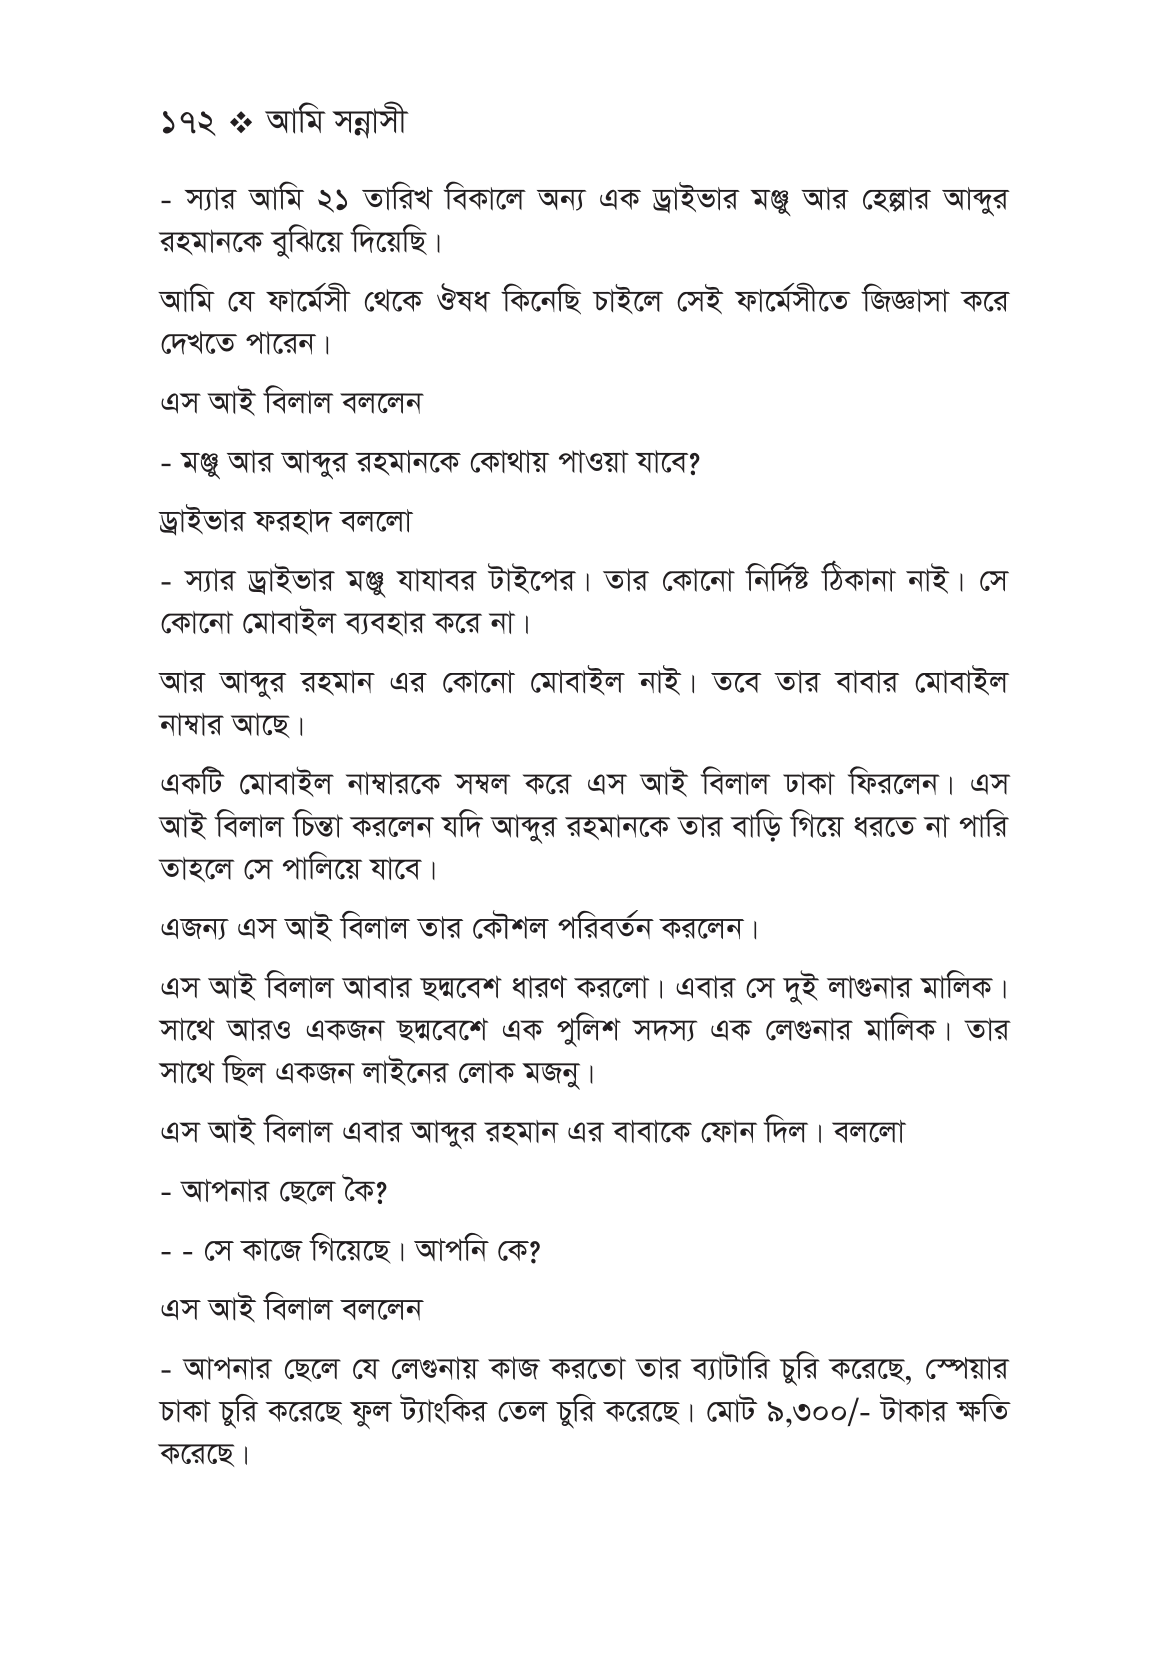 ১৭২ ❖ আমি সন্নাসী
- স্যার আমি ২১ তারিখ বিকালে অন্য এক ড্রাইভার মঞ্জু আর হেল্পার আব্দুর
রহমানকে বুঝিয়ে দিয়েছি।
আমি যে ফার্মেসী থেকে ঔষধ কিনেছি চাইলে সেই ফার্মেসীতে জিজ্ঞাসা করে
দেখতে পারেন।
এস আই বিলাল বললেন
- মঞ্জু আর আব্দুর রহমানকে কোথায় পাওয়া যাবে?
ড্রাইভার ফরহাদ বললো
- স্যার ড্রাইভার মঞ্জু যাযাবর টাইপের। তার কোনো নির্দিষ্ট ঠিকানা নাই। সে
কোনো মোবাইল ব্যবহার করে না।
আর আব্দুর রহমান এর কোনো মোবাইল নাই। তবে তার বাবার মোবাইল
নাম্বার আছে।
একটি মোবাইল নাম্বারকে সম্বল করে এস আই বিলাল ঢাকা ফিরলেন। এস
আই বিলাল চিন্তা করলেন যদি আব্দুর রহমানকে তার বাড়ি গিয়ে ধরতে না পারি
তাহলে সে পালিয়ে যাবে।
এজন্য এস আই বিলাল তার কৌশল পরিবর্তন করলেন।
এস আই বিলাল আবার ছদ্মবেশ ধারণ করলো। এবার সে দুই লাগুনার মালিক।
সাথে আরও একজন ছদ্মবেশে এক পুলিশ সদস্য এক লেগুনার মালিক। তার
সাথে ছিল একজন লাইনের লোক মজনু।
এস আই বিলাল এবার আব্দুর রহমান এর বাবাকে ফোন দিল। বললো
- আপনার ছেলে কৈ?
- - সে কাজে গিয়েছে। আপনি কে?
এস আই বিলাল বললেন
- আপনার ছেলে যে লেগুনায় কাজ করতো তার ব্যাটারি চুরি করেছে, স্পেয়ার
চাকা চুরি করেছে ফুল ট্যাংকির তেল চুরি করেছে। মোট ৯,৩০০/- টাকার ক্ষতি
করেছে।